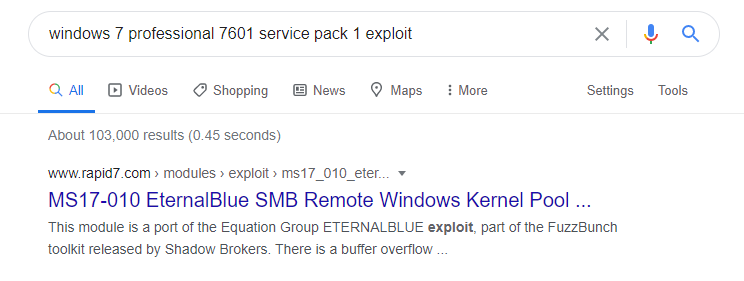 windows 7 professional 7601 service pack 1 exploit
All Videos Shopping News Maps More Settings Tools
About 103,000 results (0.45 seconds)
www.rapid7.com › modules › exploit › ms17_010_eter...
MS17-010 EternalBlue SMB Remote Windows Kernel Pool ...
This module is a port of the Equation Group ETERNALBLUE exploit, part of the FuzzBunch
toolkit released by Shadow Brokers. There is a buffer overflow ...